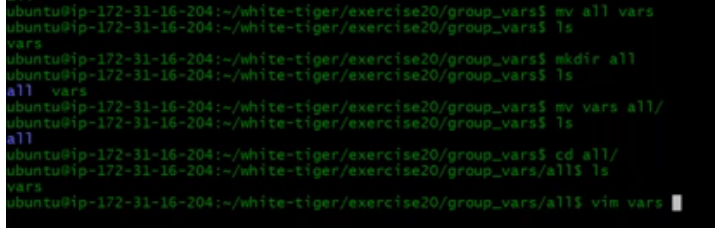 ubuntu@ip-172-31-16-204:~/white-tiger/exercise20/group_vars$ mv all vars
ubuntu@ip-172-31-16-204:~/white-tiger/exercise20/group_vars$ ls
vars
ubuntu@ip-172-31-16-204:~/white-tiger/exercise20/group_vars$ mkdir all
ubuntu@ip-172-31-16-204:~/white-tiger/exercise20/group_vars$ ls
all  vars
ubuntu@ip-172-31-16-204:~/white-tiger/exercise20/group_vars$ mv vars all/
ubuntu@ip-172-31-16-204:~/white-tiger/exercise20/group_vars$ ls
all
ubuntu@ip-172-31-16-204:~/white-tiger/exercise20/group_vars$ cd all/
ubuntu@ip-172-31-16-204:~/white-tiger/exercise20/group_vars/all$ ls
vars
ubuntu@ip-172-31-16-204:~/white-tiger/exercise20/group_vars/all$ vim vars